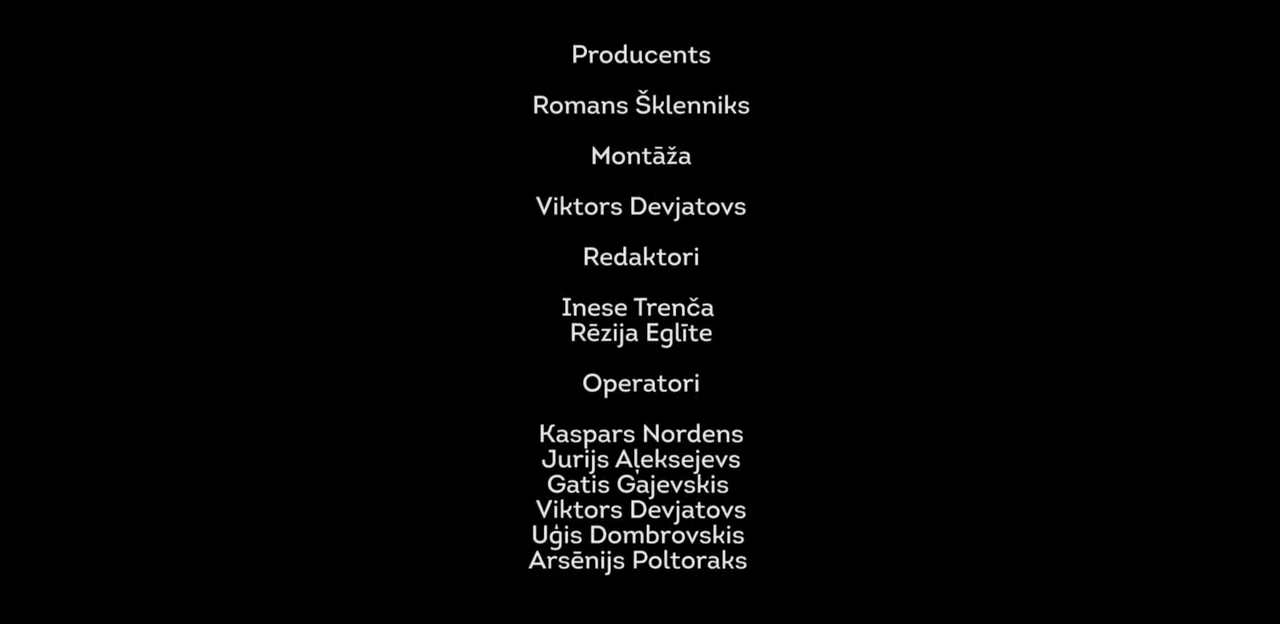 Producents
Romans Šklenniks
Montāža
Viktors Devjatovs
Redaktori
Inese Trenča
Rēzija Eglīte
Operatori
Kaspars Nordens
Jurijs Aļeksejevs
Gatis Gajevskis
Viktors Devjatovs
Uģis Dombrovskis
Arsēnijs Poltoraks